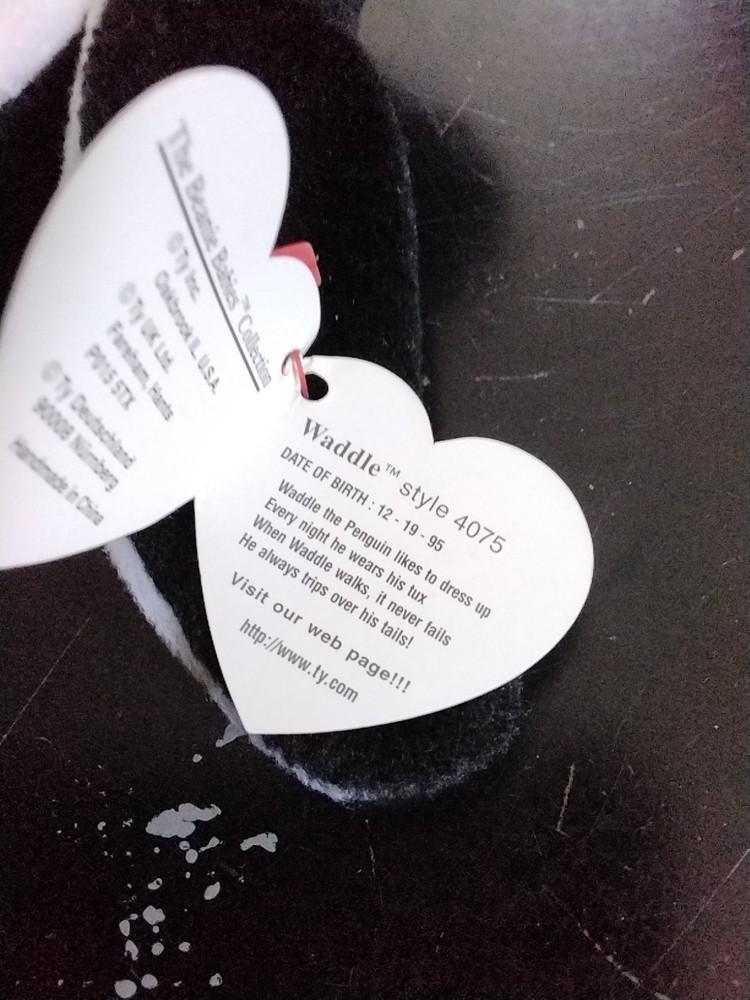 The Beanie Babies™ Collection
© Ty Inc.
Oakbrook IL. U.S.A.
© Ty UK Ltd.
Fareham, Hants
P015 5TX
© Ty Deutschland
90008 Nürnberg
Handmade in China
Waddle™ style 4075
DATE OF BIRTH : 12 - 19 - 95
Waddle the Penguin likes to dress up
Every night he wears his tux
When Waddle walks, it never fails
He always trips over his tails!
Visit our web page!!!
http://www.ty.com